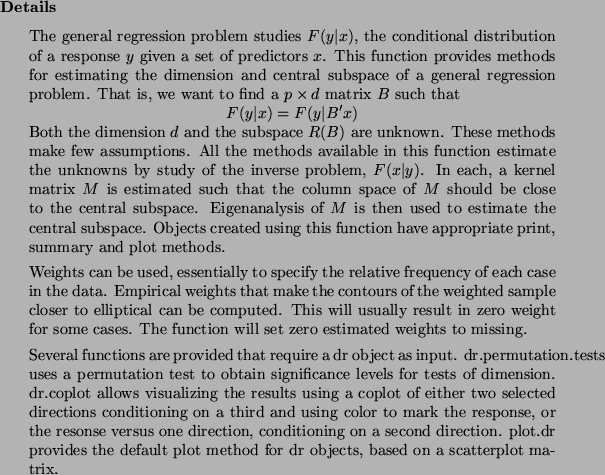 Details
The general regression problem studies F(y|x), the conditional distribution
of a response y given a set of predictors x. This function provides methods
for estimating the dimension and central subspace of a general regression
problem. That is, we want to find a p × d matrix B such that
F(y|x) = F(y|B′x)
Both the dimension d and the subspace R(B) are unknown. These methods
make few assumptions. All the methods available in this function estimate
the unknowns by study of the inverse problem, F(x|y). In each, a kernel
matrix M is estimated such that the column space of M should be close
to the central subspace. Eigenanalysis of M is then used to estimate the
central subspace. Objects created using this function have appropriate print,
summary and plot methods.
Weights can be used, essentially to specify the relative frequency of each case
in the data. Empirical weights that make the contours of the weighted sample
closer to elliptical can be computed. This will usually result in zero weight
for some cases. The function will set zero estimated weights to missing.
Several functions are provided that require a dr object as input. dr.permutation.tests
uses a permutation test to obtain significance levels for tests of dimension.
dr.coplot allows visualizing the results using a coplot of either two selected
directions conditioning on a third and using color to mark the response, or
the resonse versus one direction, conditioning on a second direction. plot.dr
provides the default plot method for dr objects, based on a scatterplot ma-
trix.